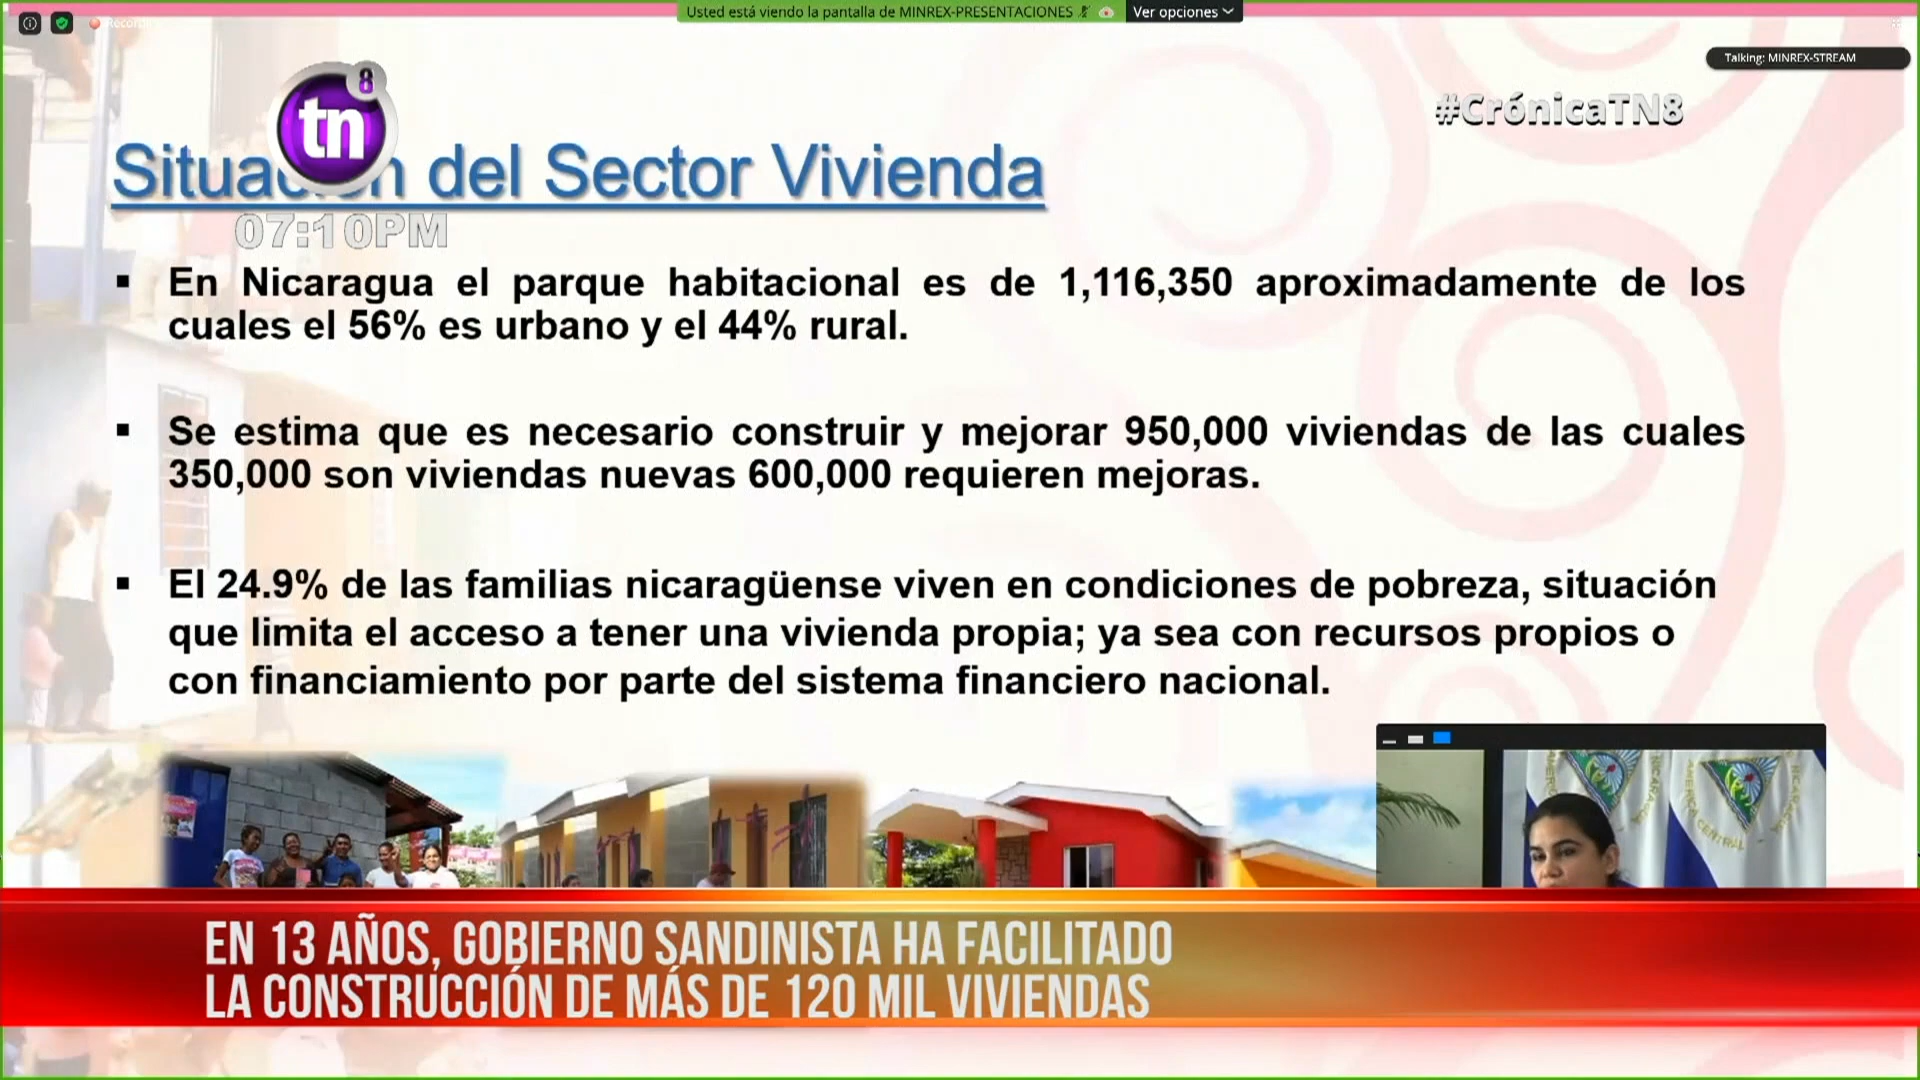 Usted está viendo la pantalla de MINREX-PRESENTACIONES
Ver opciones
Talking: MINREX-STREAM
tn8
#CrónicaTN8
del Sector Vivienda
07:10PM
▪ En Nicaragua el parque habitacional es de 1,116,350 aproximadamente de los
cuales el 56% es urbano y el 44% rural.
▪ Se estima que es necesario construir y mejorar 950,000 viviendas de las cuales
350,000 son viviendas nuevas 600,000 requieren mejoras.
▪ El 24.9% de las familias nicaragüense viven en condiciones de pobreza, situación
que limita el acceso a tener una vivienda propia; ya sea con recursos propios o
con financiamiento por parte del sistema financiero nacional.
EN 13 AÑOS, GOBIERNO SANDINISTA HA FACILITADO
LA CONSTRUCCIÓN DE MÁS DE 120 MIL VIVIENDAS